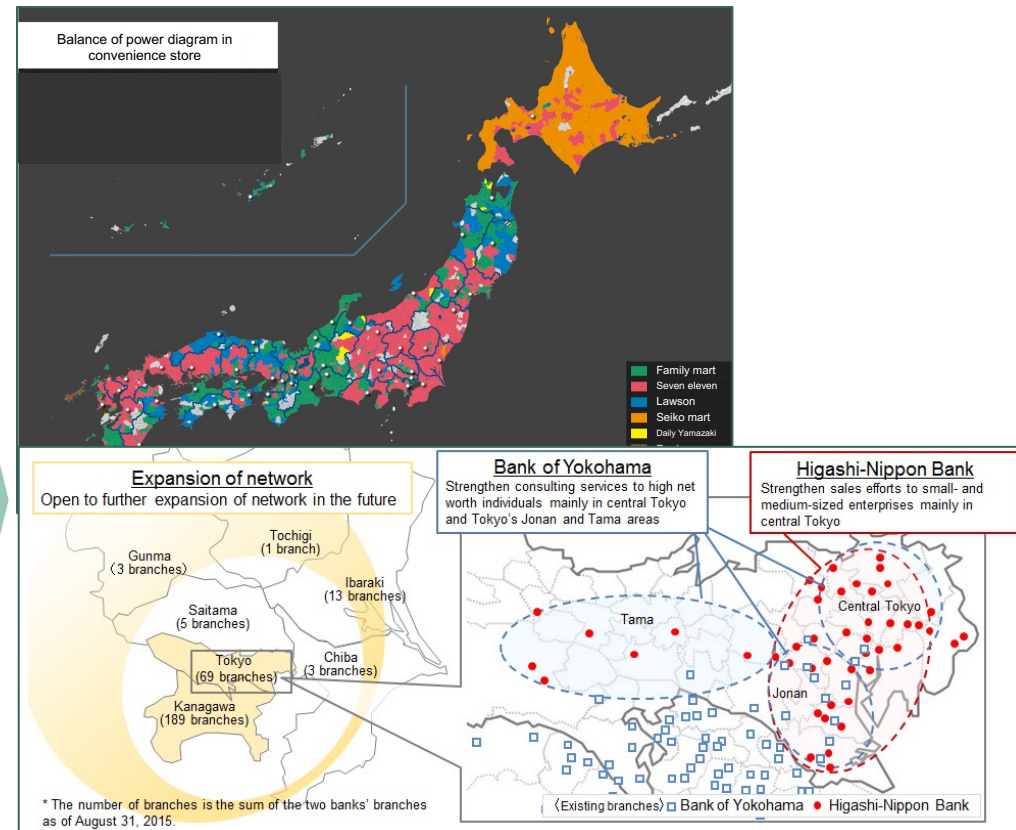 Balance of power diagram in
convenience store
Family mart
Seven eleven
Lawson
Seiko mart
Daily Yamazaki
Expansion of network
Open to further expansion of network in the future
Bank of Yokohama
Strengthen consulting services to high net
worth individuals mainly in central Tokyo
and Tokyo's Jonan and Tama areas
Higashi-Nippon Bank
Strengthen sales efforts to small- and
medium-sized enterprises mainly in
central Tokyo
Gunma
(3 branches)
Tochigi
(1 branch)
Ibaraki
(13 branches)
Saitama
(5 branches)
Tokyo
(69 branches)
Chiba
(3 branches)
Kanagawa
(189 branches)
Tama
Central Tokyo
Jonan
* The number of branches is the sum of the two banks' branches
as of August 31, 2015.
〈Existing branches〉 Bank of Yokohama Higashi-Nippon Bank